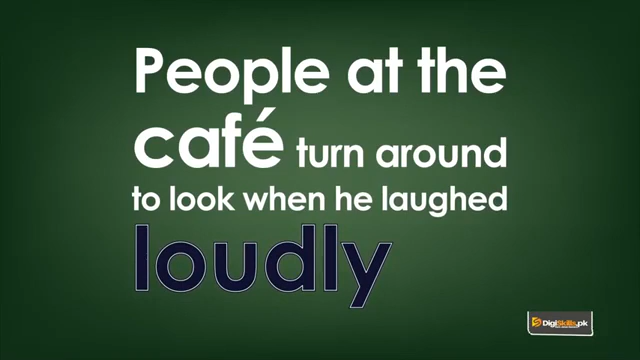 People at the
café turn around
to look when he laughed
loudly
DigiSkills.pk